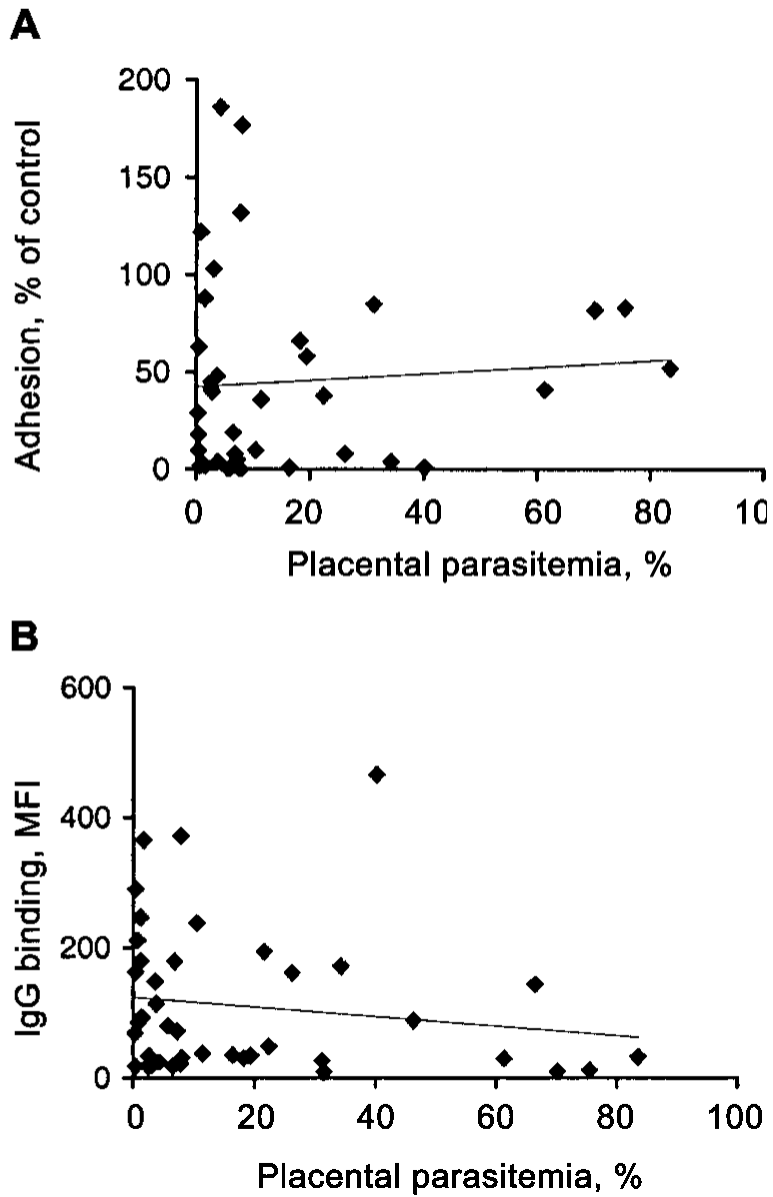 A
200
150
100
50
0
Adhesion, % of control
0 20 40 60 80 10
Placental parasitemia, %
B
600
400
200
0
IgG binding, MFI
0 20 40 60 80 100
Placental parasitemia, %